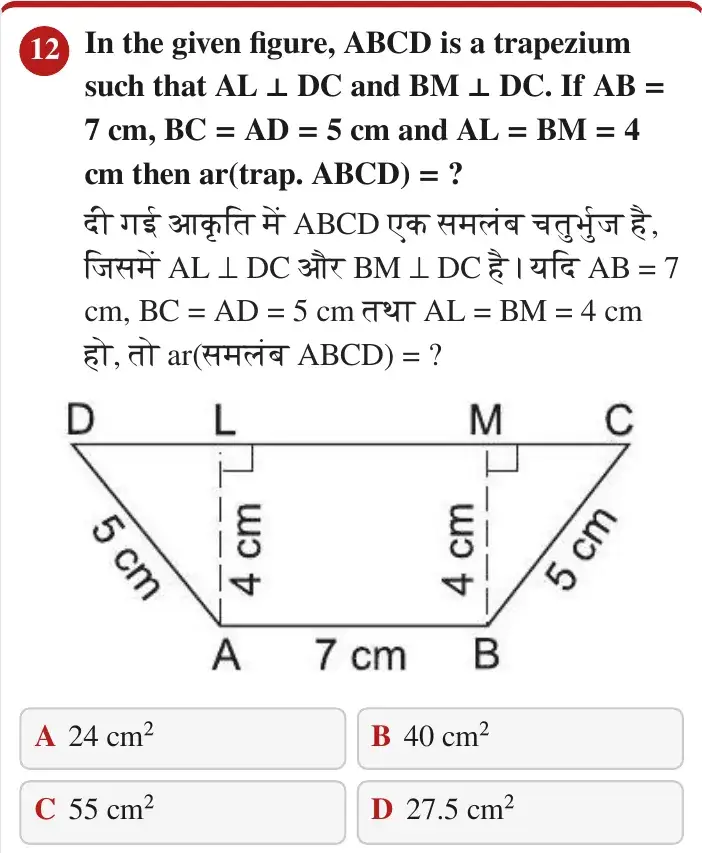 12 In the given figure, ABCD is a trapezium
such that AL ⊥ DC and BM ⊥ DC. If AB =
7 cm, BC = AD = 5 cm and AL = BM = 4
cm then ar(trap. ABCD) = ?
दी गई आकृति में ABCD एक समलंब चतुर्भुज है,
जिसमें AL ⊥ DC और BM ⊥ DC है। यदि AB = 7
cm, BC = AD = 5 cm तथा AL = BM = 4 cm
हो, तो ar(समलंब ABCD) = ?
D L M C
5 cm 4 cm 4 cm 5 cm
A 7 cm B
A 24 cm² B 40 cm²
C 55 cm² D 27.5 cm²